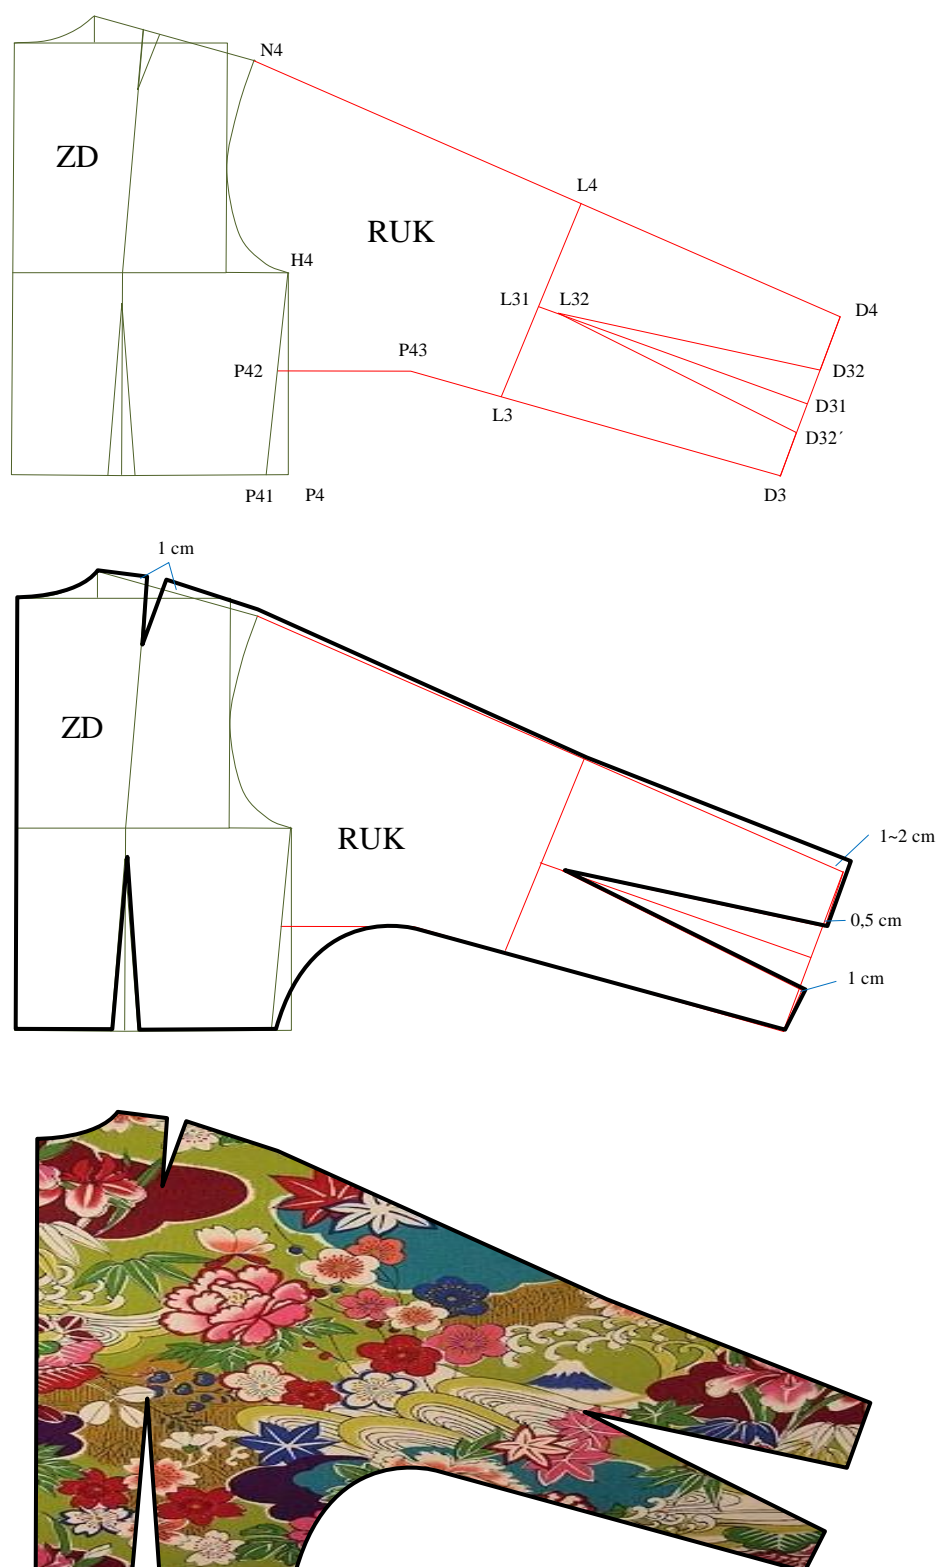 N4
ZD
L4
RUK
H4
L31
L32
D4
P43
P42
D32
D31
L3
D32´
D3
P41
P4
1 cm
ZD
RUK
1~2 cm
0,5 cm
1 cm